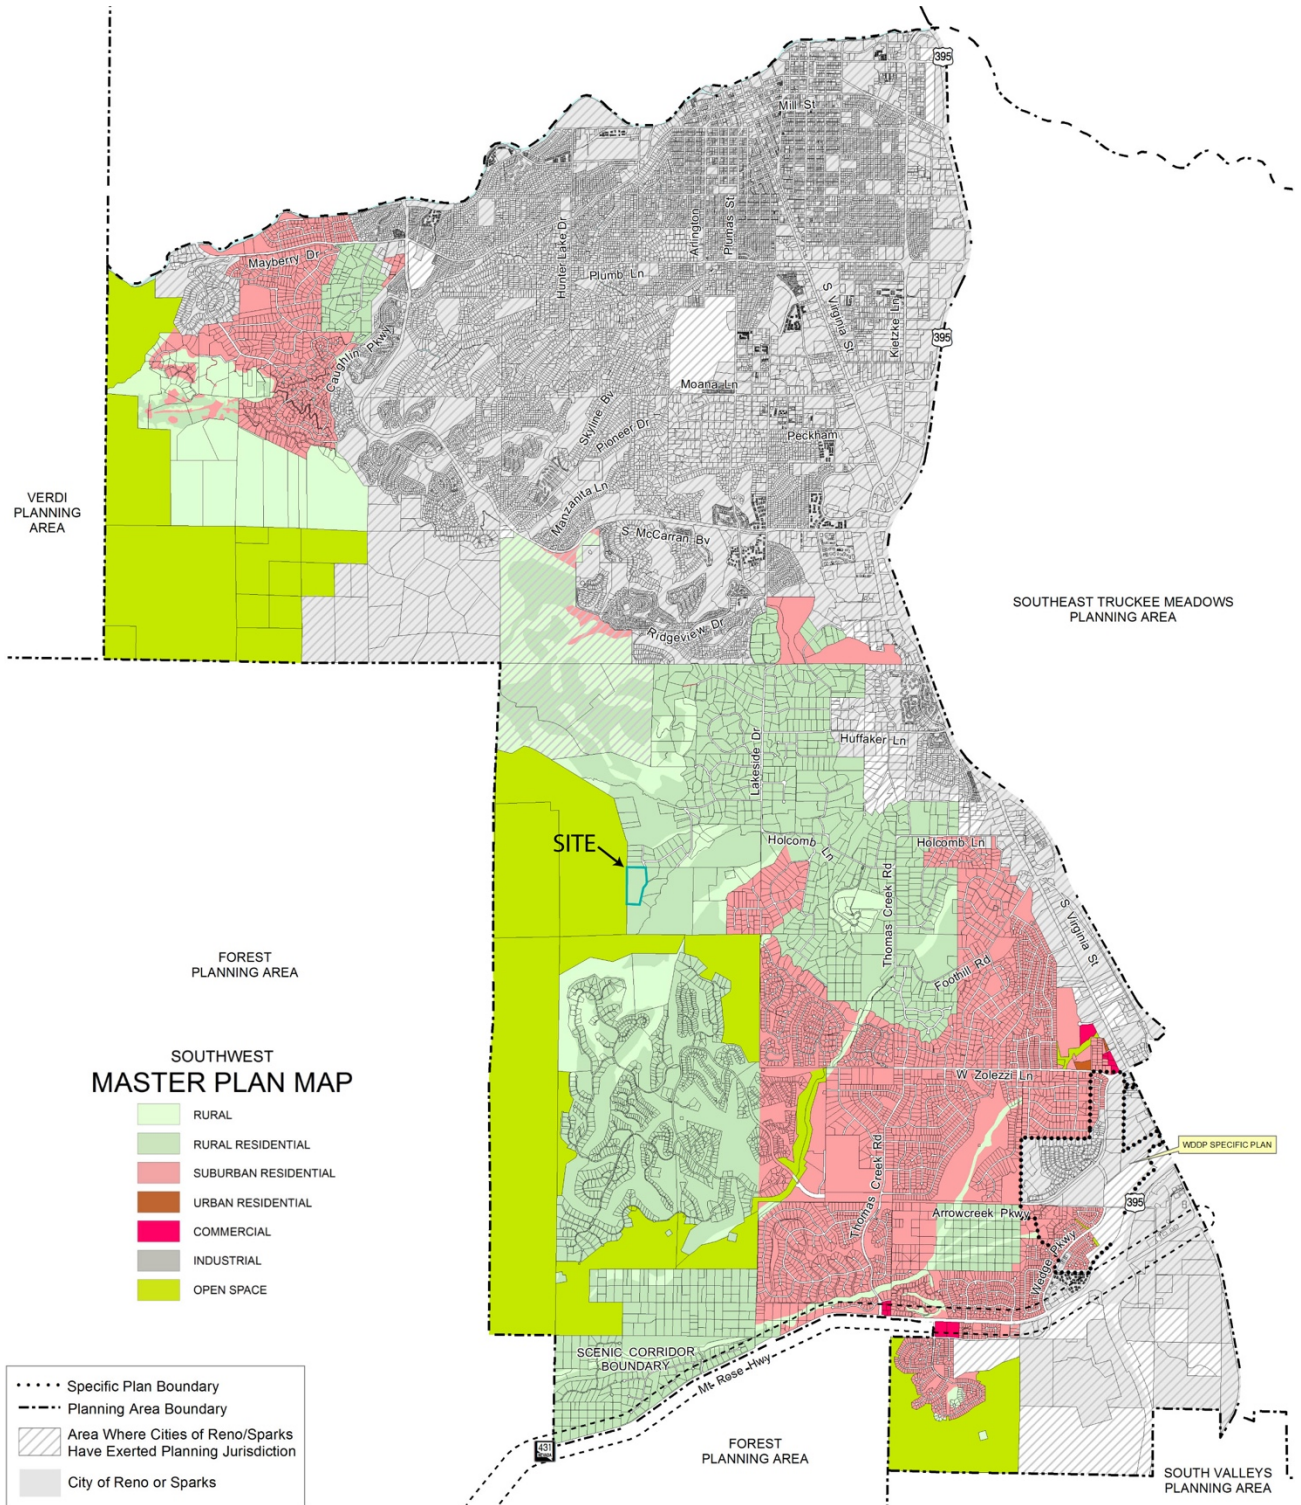 395
Mill St
Hunter Lake Dr
Arlington
Plumas St
Mayberry Dr
Plumb Ln
S Virginia St
Kietzke Ln
395
Caughlin Pkwy
Moana Ln
Skyline Bv
Pioneer Dr
Peckham
VERDI
PLANNING
AREA
Manzanita Ln
S McCarran Bv
SOUTHEAST TRUCKEE MEADOWS
PLANNING AREA
Ridgeview Dr
Lakeside Dr
Huffaker Ln
SITE
Holcomb Ln
Holcomb Ln
Thomas Creek Rd
S Virginia St
Foothill Rd
FOREST
PLANNING AREA
SOUTHWEST
MASTER PLAN MAP
RURAL
RURAL RESIDENTIAL
SUBURBAN RESIDENTIAL
URBAN RESIDENTIAL
COMMERCIAL
INDUSTRIAL
OPEN SPACE
W Zolezzi Ln
WDDP SPECIFIC PLAN
Thomas Creek Rd
395
Arrowcreek Pkwy
Wedge Pkwy
SCENIC CORRIDOR
BOUNDARY
Mt Rose Hwy
431
Specific Plan Boundary
Planning Area Boundary
Area Where Cities of Reno/Sparks
Have Exerted Planning Jurisdiction
City of Reno or Sparks
FOREST
PLANNING AREA
SOUTH VALLEYS
PLANNING AREA